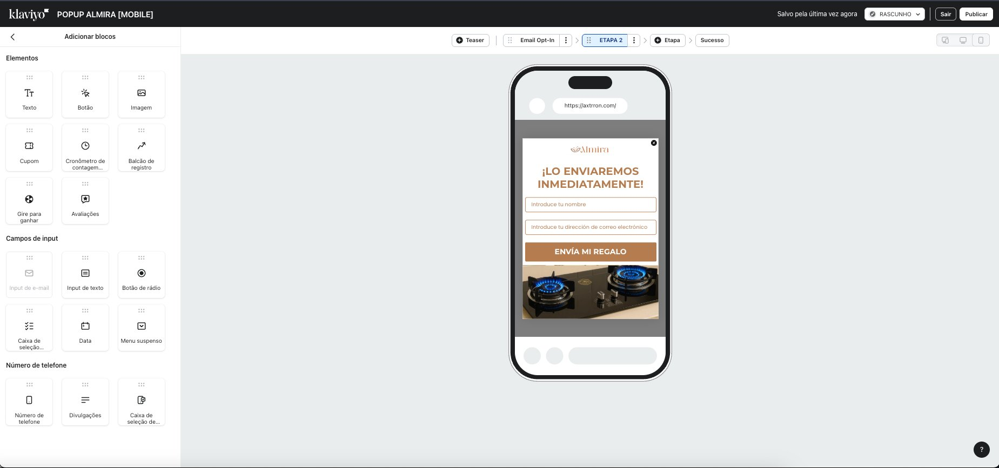 klaviyo
POPUP ALMIRA [MOBILE]
Salvo pela última vez agora
RASCUNHO
Sair
Publicar
Adicionar blocos
Teaser
Email Opt-In
ETAPA 2
Etapa
Sucesso
Elementos
Texto
Botão
Imagem
Cupom
Cronômetro de
contagem...
Balcão de
registro
Gire para
ganhar
Avaliações
Campos de input
Input de e-mail
Input de texto
Botão de rádio
Caixa de
seleção...
Data
Menu suspenso
Número de telefone
Número de
telefone
Divulgações
Caixa de
seleção de...
https://axtrron.com/
Almira
¡LO ENVIAREMOS
INMEDIATAMENTE!
Introduce tu nombre
Introduce tu dirección de correo electrónico
ENVÍA MI REGALO
?